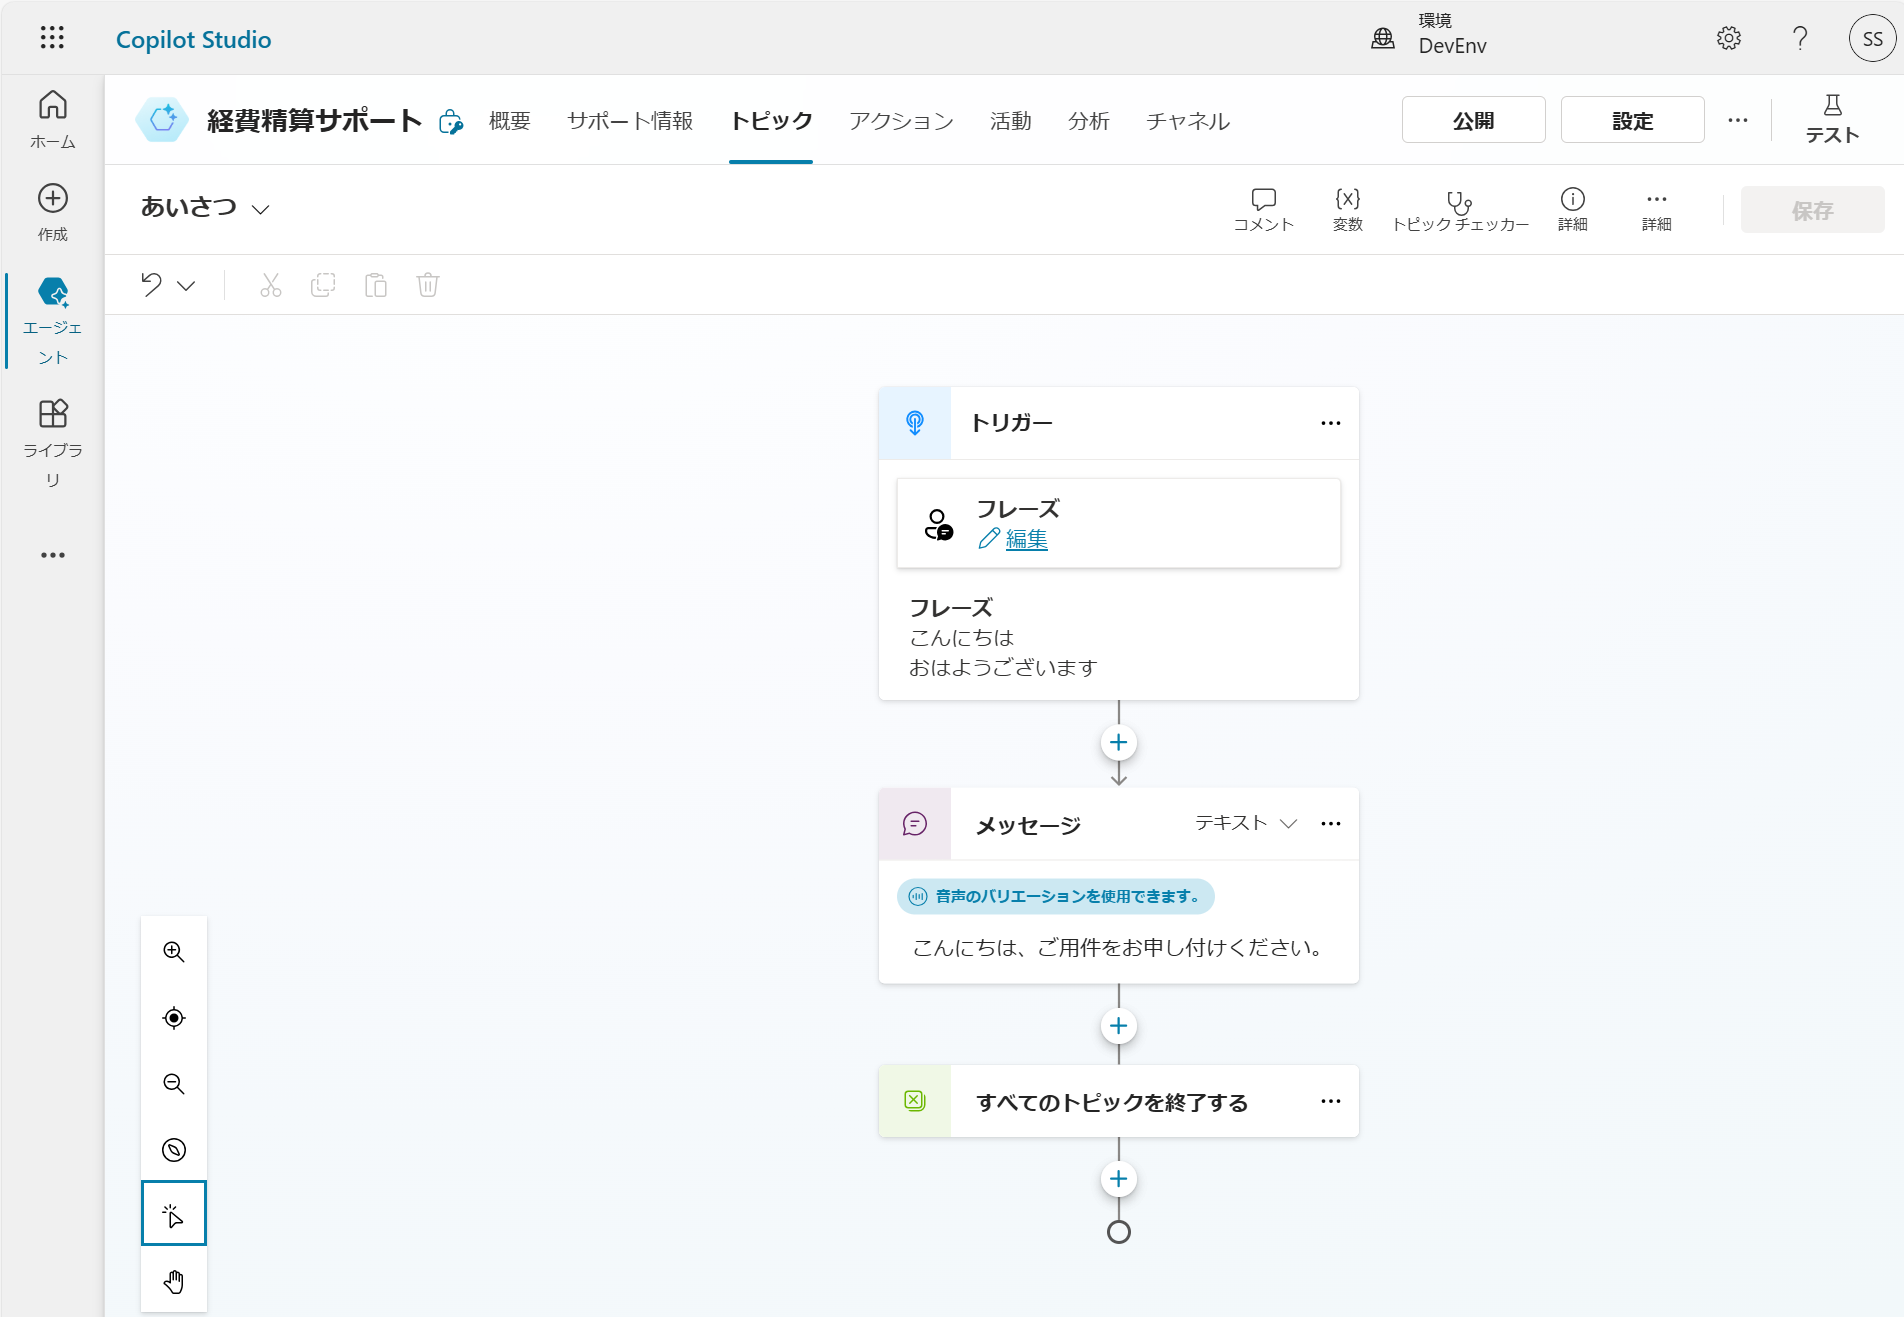 Copilot Studio
環境
DevEnv
SS
ホーム
作成
エージェ
ント
ライブラ
リ
経費精算サポート
概要
サポート情報
トピック
アクション
活動
分析
チャネル
公開
設定
テスト
あいさつ
コメント
変数
トピック チェッカー
詳細
詳細
保存
トリガー
フレーズ
編集
フレーズ
こんにちは
おはようございます
メッセージ
テキスト
音声のバリエーションを使用できます。
こんにちは、ご用件をお申し付けください。
すべてのトピックを終了する